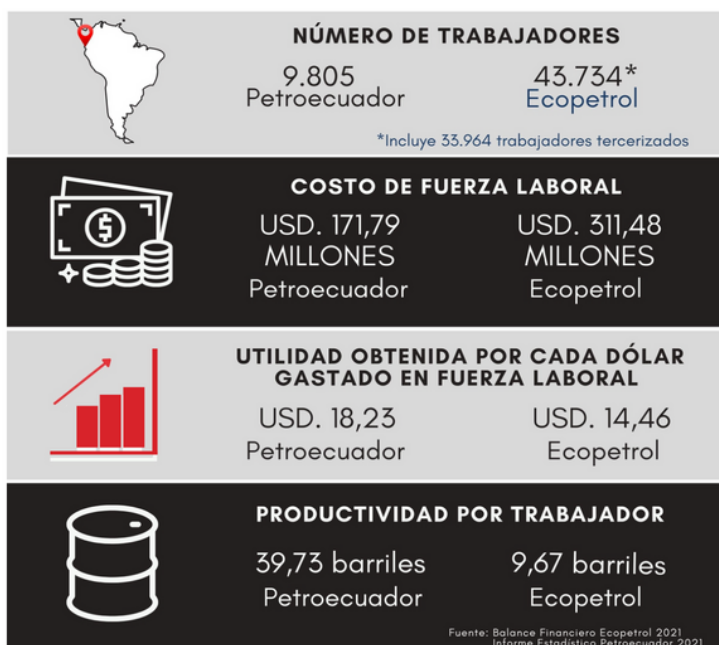 NÚMERO DE TRABAJADORES
9.805 43.734*
Petroecuador Ecopetrol
*Incluye 33.964 trabajadores tercerizados
COSTO DE FUERZA LABORAL
USD. 171,79 USD. 311,48
MILLONES MILLONES
Petroecuador Ecopetrol
UTILIDAD OBTENIDA POR CADA DÓLAR
GASTADO EN FUERZA LABORAL
USD. 18,23 USD. 14,46
Petroecuador Ecopetrol
PRODUCTIVIDAD POR TRABAJADOR
39,73 barriles 9,67 barriles
Petroecuador Ecopetrol
Fuente: Balance Financiero Ecopetrol 2021
Informe Estadístico Petroecuador 2021